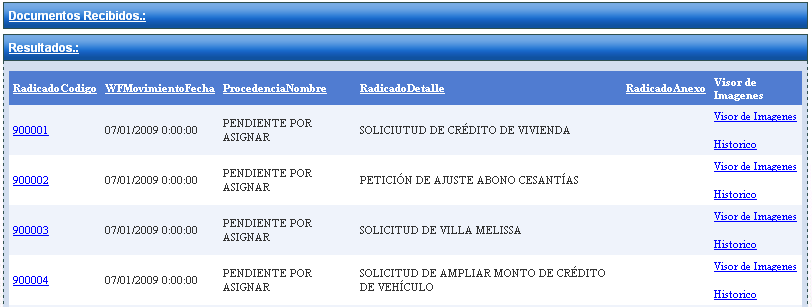 Documentos Recibidos.:
Resultados.:
RadicadoCodigo WFMovimientoFecha ProcedenciaNombre RadicadoDetalle RadicadoAnexo Visor de Imagenes
900001 07/01/2009 0:00:00 PENDIENTE POR ASIGNAR SOLICIUTUD DE CRÉDITO DE VIVIENDA Visor de Imagenes
Historico
900002 07/01/2009 0:00:00 PENDIENTE POR ASIGNAR PETICIÓN DE AJUSTE ABONO CESANTÍAS Visor de Imagenes
Historico
900003 07/01/2009 0:00:00 PENDIENTE POR ASIGNAR SOLICITUD DE VILLA MELISSA Visor de Imagenes
Historico
900004 07/01/2009 0:00:00 PENDIENTE POR ASIGNAR SOLICITUD DE AMPLIAR MONTO DE CRÉDITO DE VEHÍCULO Visor de Imagenes
Historico